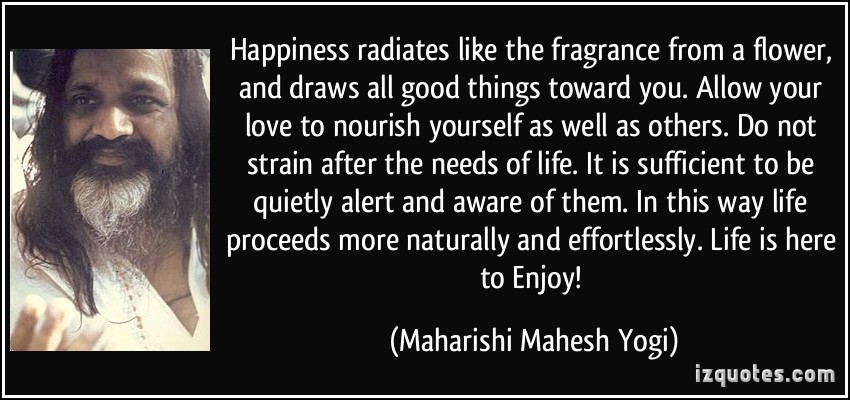 Happiness radiates like the fragrance from a flower,
and draws all good things toward you. Allow your
love to nourish yourself as well as others. Do not
strain after the needs of life. It is sufficient to be
quietly alert and aware of them. In this way life
proceeds more naturally and effortlessly. Life is here
to Enjoy!
(Maharishi Mahesh Yogi)
izquotes.com